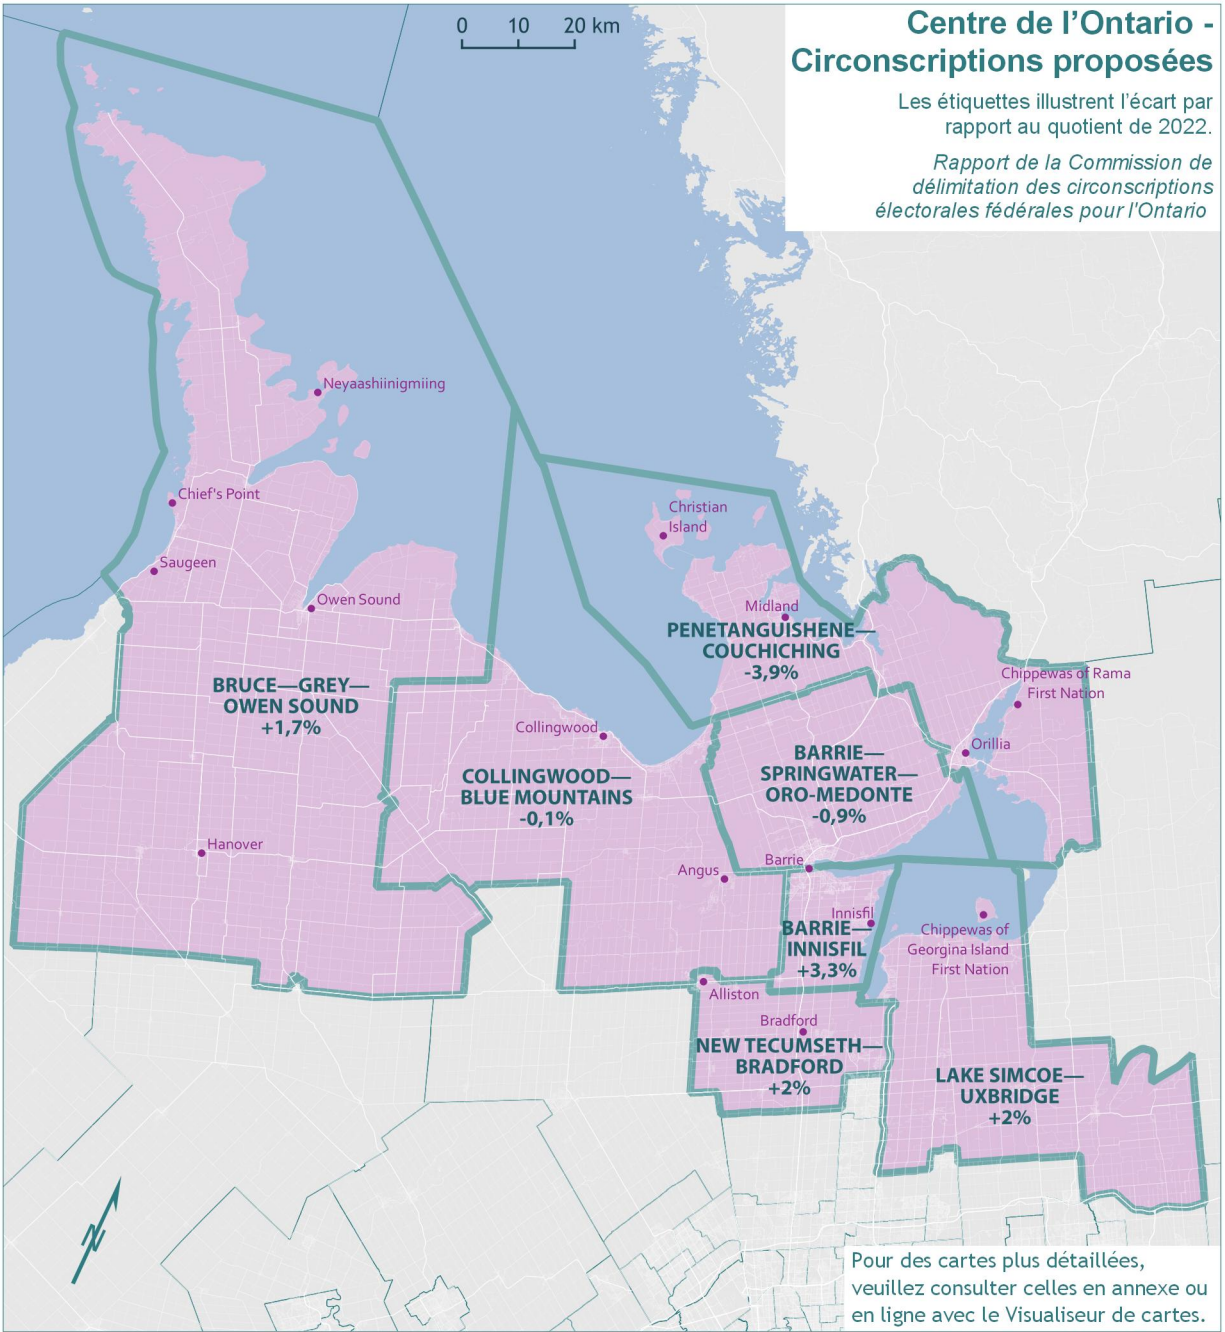 0 10 20 km
Centre de l’Ontario -
Circonscriptions proposées
Les étiquettes illustrent l’écart par
rapport au quotient de 2022.
Rapport de la Commission de
délimitation des circonscriptions
électorales fédérales pour l'Ontario
Neyaashiinigmiing
Chief's Point
Saugeen
Owen Sound
Christian
Island
Midland
PENETANGUISHENE—
COUCHICHING
-3,9%
Chippewas of Rama
First Nation
BRUCE—GREY—
OWEN SOUND
+1,7%
Collingwood
Orillia
COLLINGWOOD—
BLUE MOUNTAINS
-0,1%
BARRIE—
SPRINGWATER—
ORO-MEDONTE
-0,9%
Hanover
Angus
Barrie
Innisfil
BARRIE—
INNISFIL
+3,3%
Chippewas of
Georgina Island
First Nation
Alliston
Bradford
NEW TECUMSETH—
BRADFORD
+2%
LAKE SIMCOE—
UXBRIDGE
+2%
N
Pour des cartes plus détaillées,
veuillez consulter celles en annexe ou
en ligne avec le Visualiseur de cartes.